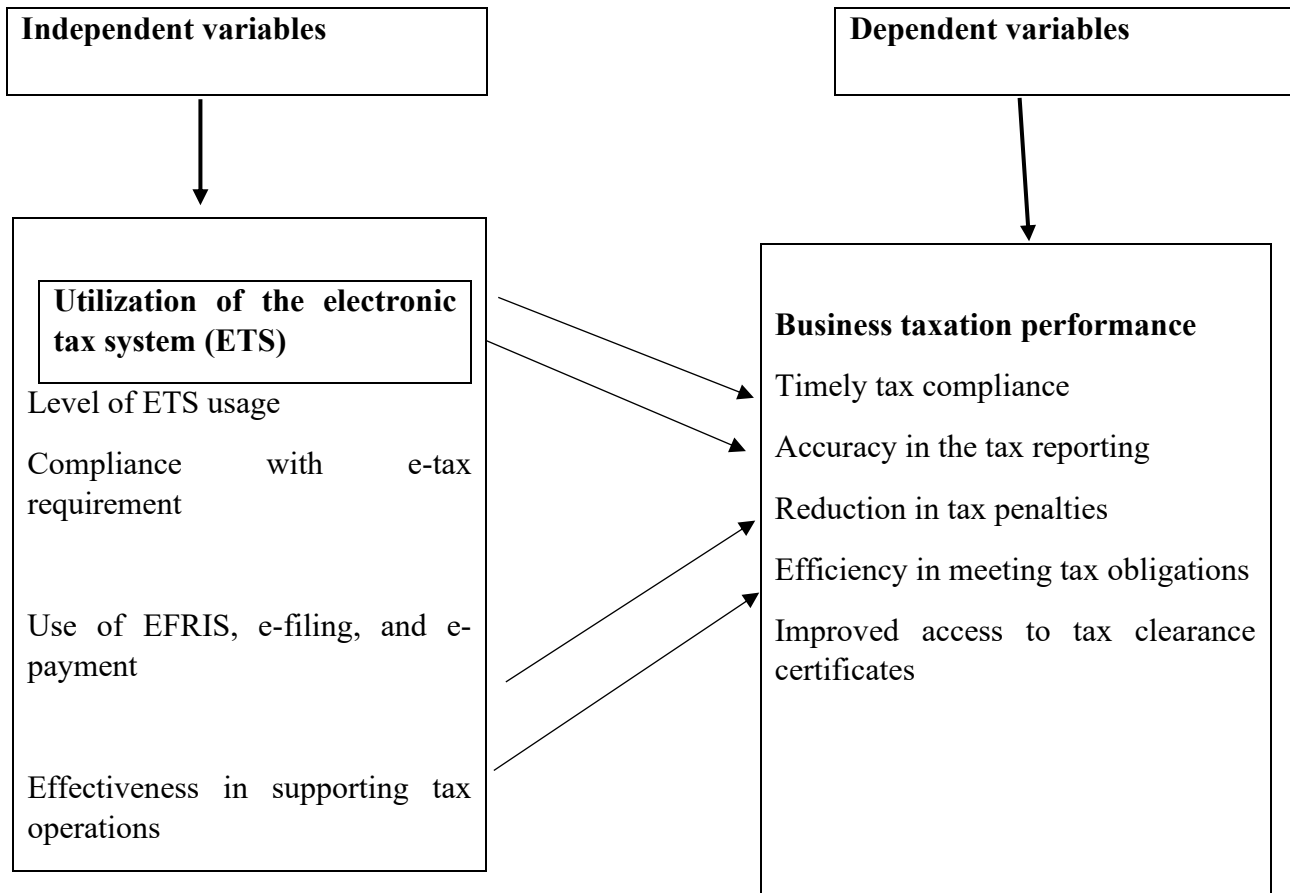 Independent variables
Dependent variables
Utilization of the electronic
tax system (ETS)
Level of ETS usage
Compliance with e-tax
requirement
Use of EFRIS, e-filing, and e-
payment
Effectiveness in supporting tax
operations
Business taxation performance
Timely tax compliance
Accuracy in the tax reporting
Reduction in tax penalties
Efficiency in meeting tax obligations
Improved access to tax clearance
certificates